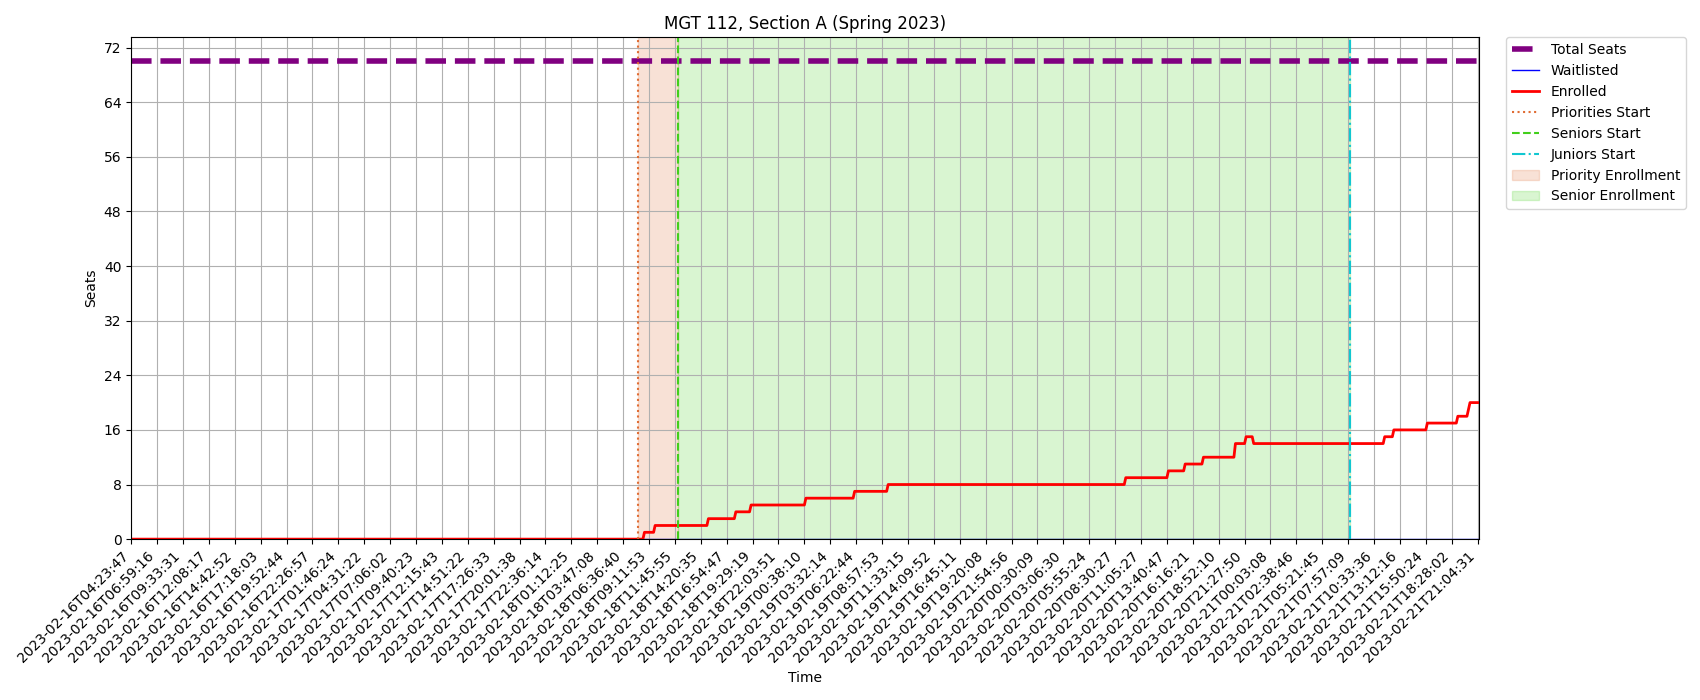 MGT 112, Section A (Spring 2023)
72
64
56
48
40
32
24
16
8
0
Seats
2023-02-16T04:23:47
2023-02-16T06:59:16
2023-02-16T09:33:31
2023-02-16T12:08:17
2023-02-16T14:42:52
2023-02-16T17:18:03
2023-02-16T19:52:44
2023-02-16T22:26:57
2023-02-17T01:46:24
2023-02-17T04:31:22
2023-02-17T07:06:02
2023-02-17T09:40:23
2023-02-17T12:15:43
2023-02-17T14:51:22
2023-02-17T17:26:33
2023-02-17T20:01:38
2023-02-17T22:36:14
2023-02-18T01:12:25
2023-02-18T03:47:08
2023-02-18T06:36:40
2023-02-18T09:11:53
2023-02-18T11:45:55
2023-02-18T14:20:35
2023-02-18T16:54:47
2023-02-18T19:29:19
2023-02-18T22:03:51
2023-02-19T00:38:10
2023-02-19T03:32:14
2023-02-19T06:22:44
2023-02-19T08:57:53
2023-02-19T11:33:15
2023-02-19T14:09:52
2023-02-19T16:45:11
2023-02-19T19:20:08
2023-02-19T21:54:56
2023-02-20T00:30:09
2023-02-20T03:06:30
2023-02-20T05:55:24
2023-02-20T08:30:27
2023-02-20T11:05:27
2023-02-20T13:40:47
2023-02-20T16:16:21
2023-02-20T18:52:10
2023-02-20T21:27:50
2023-02-21T00:03:08
2023-02-21T02:38:46
2023-02-21T05:21:45
2023-02-21T07:57:09
2023-02-21T10:33:36
2023-02-21T13:12:16
2023-02-21T15:50:24
2023-02-21T18:28:02
2023-02-21T21:04:31
Time
Total Seats
Waitlisted
Enrolled
Priorities Start
Seniors Start
Juniors Start
Priority Enrollment
Senior Enrollment